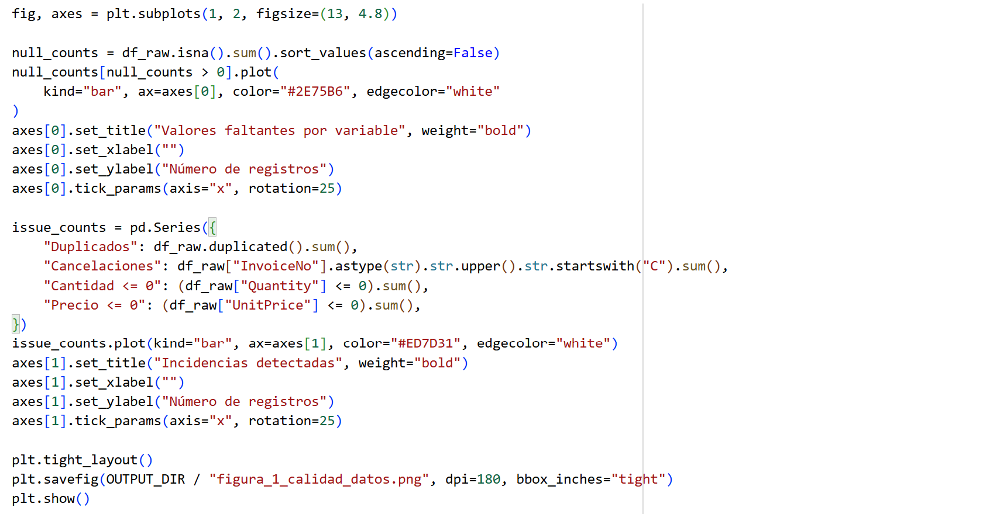 fig, axes = plt.subplots(1, 2, figsize=(13, 4.8))

null_counts = df_raw.isna().sum().sort_values(ascending=False)
null_counts[null_counts > 0].plot(
    kind="bar", ax=axes[0], color="#2E75B6", edgecolor="white"
)
axes[0].set_title("Valores faltantes por variable", weight="bold")
axes[0].set_xlabel("")
axes[0].set_ylabel("Número de registros")
axes[0].tick_params(axis="x", rotation=25)

issue_counts = pd.Series({
    "Duplicados": df_raw.duplicated().sum(),
    "Cancelaciones": df_raw["InvoiceNo"].astype(str).str.upper().str.startswith("C").sum(),
    "Cantidad <= 0": (df_raw["Quantity"] <= 0).sum(),
    "Precio <= 0": (df_raw["UnitPrice"] <= 0).sum(),
})
issue_counts.plot(kind="bar", ax=axes[1], color="#ED7D31", edgecolor="white")
axes[1].set_title("Incidencias detectadas", weight="bold")
axes[1].set_xlabel("")
axes[1].set_ylabel("Número de registros")
axes[1].tick_params(axis="x", rotation=25)

plt.tight_layout()
plt.savefig(OUTPUT_DIR / "figura_1_calidad_datos.png", dpi=180, bbox_inches="tight")
plt.show()